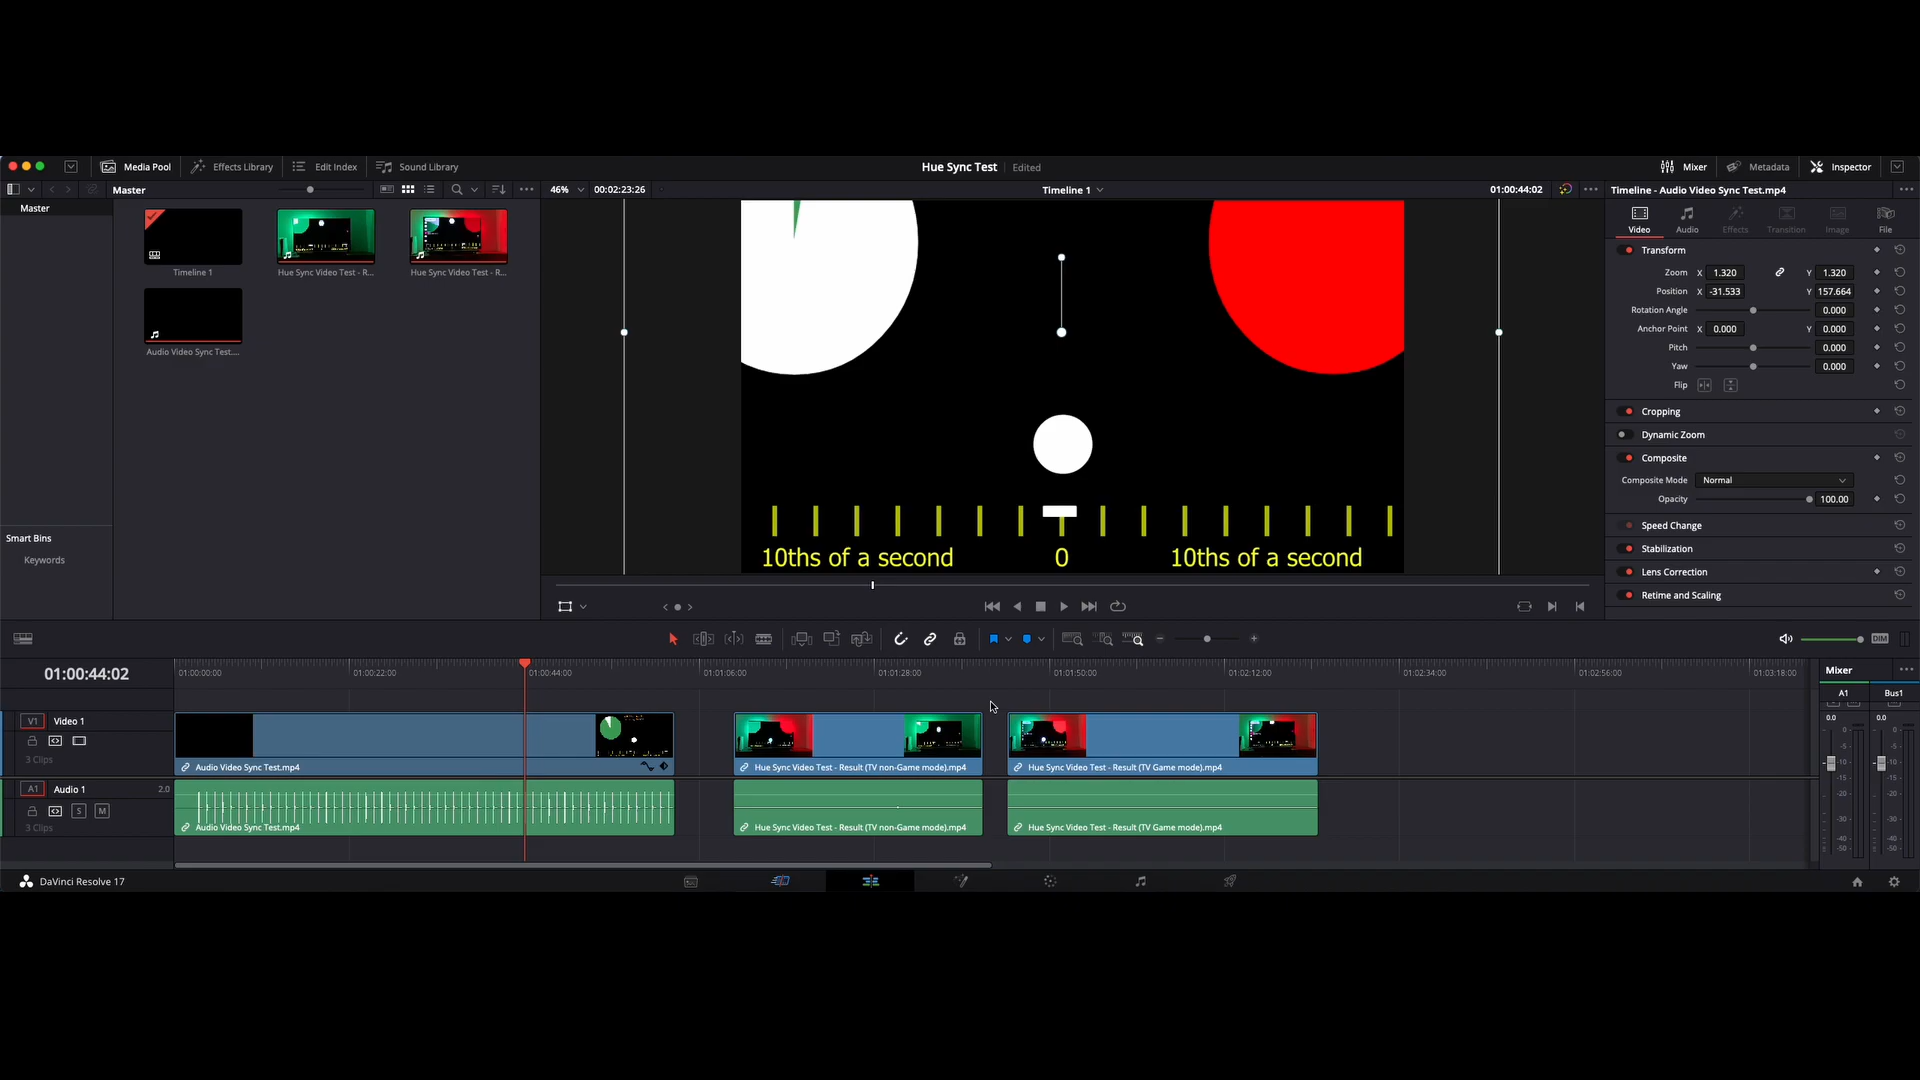 Media Pool
Effects Library
Edit Index
Sound Library
Hue Sync Test
Edited
Mixer
Metadata
Inspector
Master
46%
00:02:23:26
Timeline 1
01:00:44:02
Timeline - Audio Video Sync Test.mp4
Master
Timeline 1
Hue Sync Video Test - R...
Hue Sync Video Test - R...
Audio Video Sync Test....
Smart Bins
Keywords
10ths of a second
0
10ths of a second
Video
Audio
Effects
Transition
Image
File
Transform
Zoom X 1.320 Y 1.320
Position X -31.533 Y 157.664
Rotation Angle 0.000
Anchor Point X 0.000 Y 0.000
Pitch 0.000
Yaw 0.000
Flip
Cropping
Dynamic Zoom
Composite
Composite Mode Normal
Opacity 100.00
Speed Change
Stabilization
Lens Correction
Retime and Scaling
DIM
01:00:44:02
01:00:00:00
01:00:22:00
01:00:44:00
01:01:06:00
01:01:28:00
01:01:50:00
01:02:12:00
01:02:34:00
01:02:56:00
01:03:18:00
V1 Video 1
3 Clips
Audio Video Sync Test.mp4
Hue Sync Video Test - Result (TV non-Game mode).mp4
Hue Sync Video Test - Result (TV Game mode).mp4
A1 Audio 1 2.0
S M
3 Clips
Audio Video Sync Test.mp4
Hue Sync Video Test - Result (TV non-Game mode).mp4
Hue Sync Video Test - Result (TV Game mode).mp4
Mixer
A1 Bus1
0.0 0.0
0 0
-5 -5
-10 -10
-15 -15
-20 -20
-30 -30
-40 -40
-50 -50
DaVinci Resolve 17